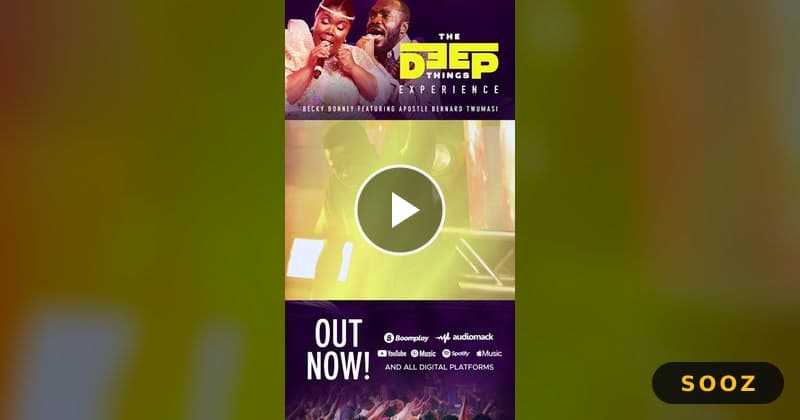 THE
DEEP
THINGS
EXPERIENCE
BECKY BONNEY FEATURING APOSTLE BERNARD TWUMASI
OUT
NOW!
Boomplay audiomack
YouTube Music Spotify Music
AND ALL DIGITAL PLATFORMS
SOOZ